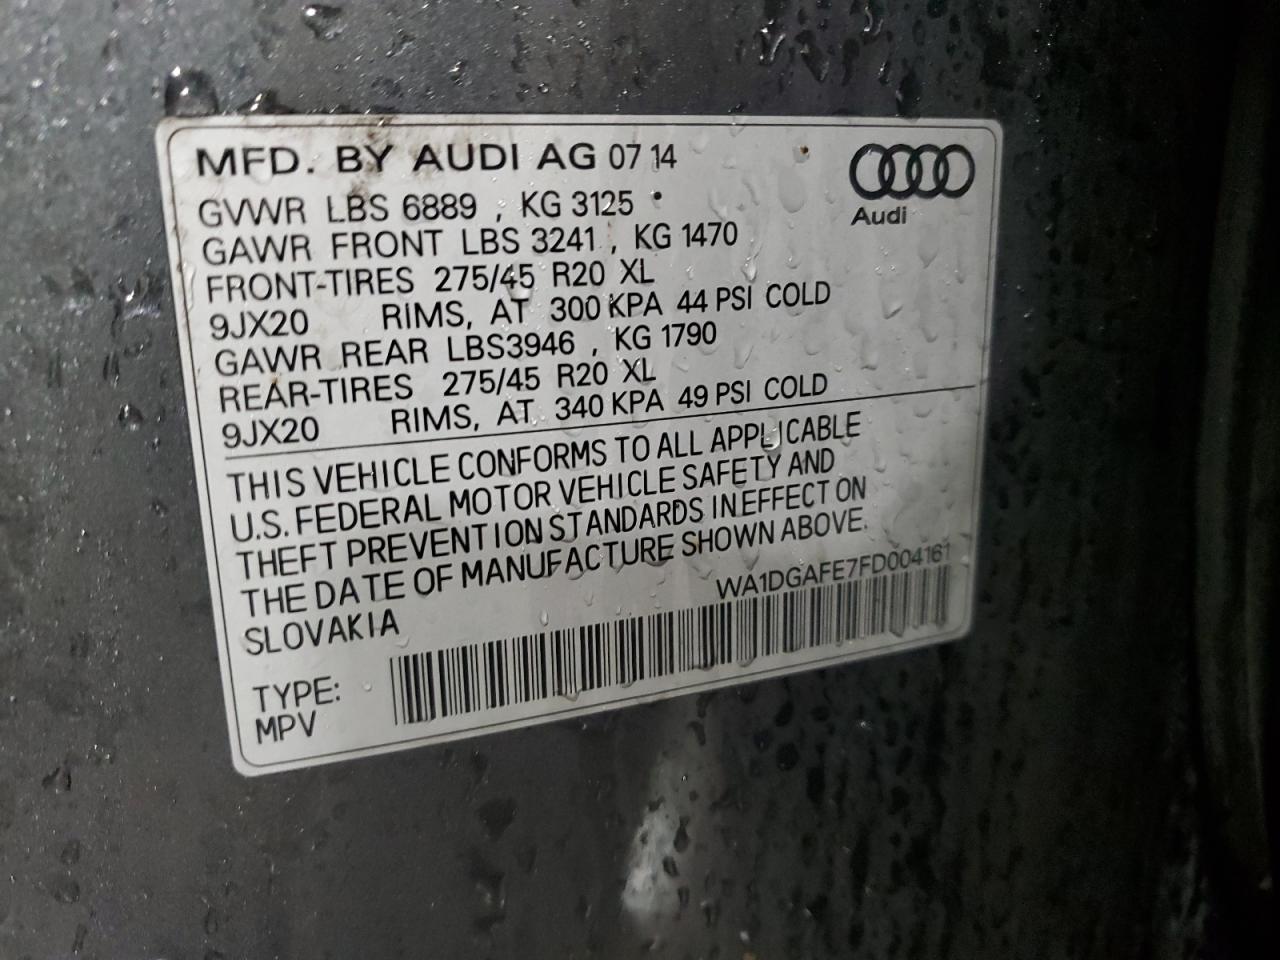 MFD. BY AUDI AG 07 14
Audi
GVWR LBS 6889 , KG 3125
GAWR FRONT LBS 3241 , KG 1470
FRONT-TIRES 275/45 R20 XL
9JX20 RIMS, AT 300 KPA 44 PSI COLD
GAWR REAR LBS3946 , KG 1790
REAR-TIRES 275/45 R20 XL
9JX20 RIMS, AT 340 KPA 49 PSI COLD
THIS VEHICLE CONFORMS TO ALL APPLICABLE
U.S. FEDERAL MOTOR VEHICLE SAFETY AND
THEFT PREVENTION STANDARDS IN EFFECT ON
THE DATE OF MANUFACTURE SHOWN ABOVE.
SLOVAKIA
WA1DGAFE7FD004161
TYPE:
MPV